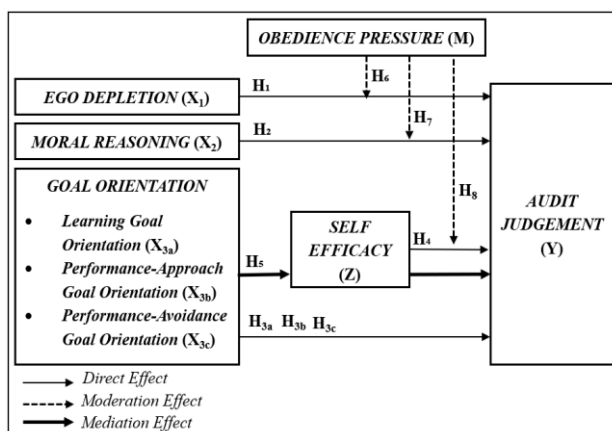 OBEDIENCE PRESSURE (M)
H₆
EGO DEPLETION (X₁)
H₁
H₇
MORAL REASONING (X₂)
H₂
GOAL ORIENTATION
• Learning Goal
Orientation (X₃ₐ)
• Performance-Approach
Goal Orientation (X₃b)
• Performance-Avoidance
Goal Orientation (X₃c)
H₅
SELF
EFFICACY
(Z)
H₈
H₄
AUDIT
JUDGEMENT
(Y)
H₃ₐ H₃b H₃c
Direct Effect
Moderation Effect
Mediation Effect